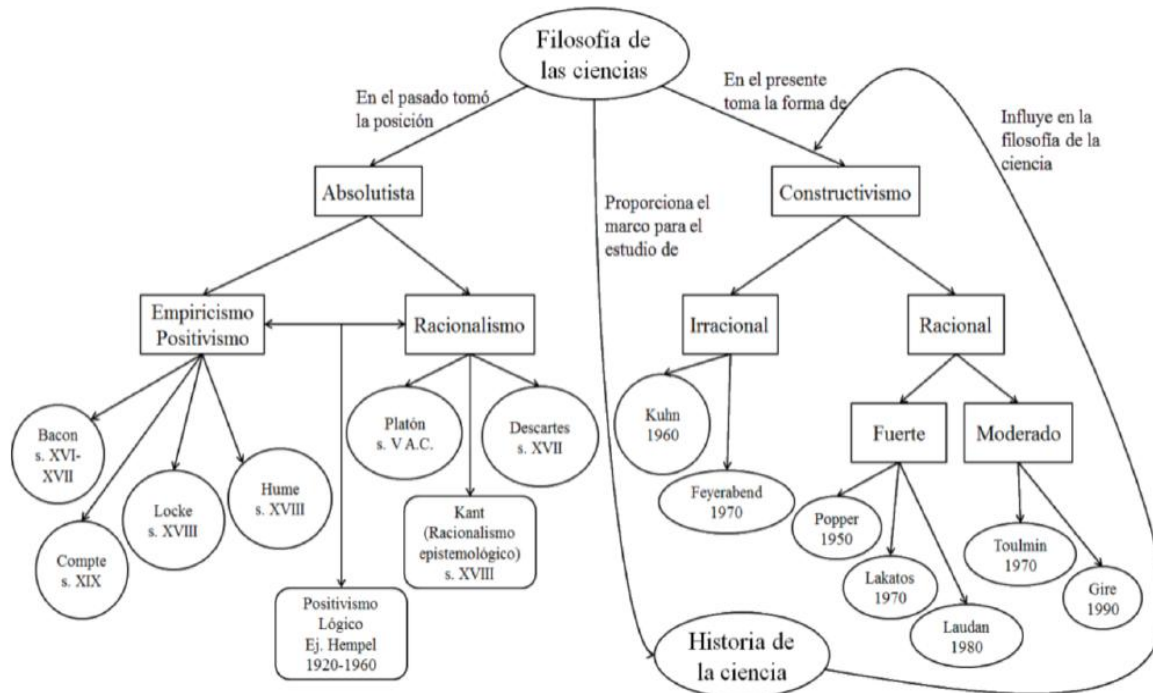 Filosofía de
las ciencias
En el pasado tomó
la posición
En el presente
toma la forma de
Influye en la
filosofía de la
ciencia
Absolutista
Proporciona el
marco para el
estudio de
Constructivismo
Empiricismo
Positivismo
Racionalismo
Irracional
Racional
Bacon
s. XVI-
XVII
Compte
s. XIX
Locke
s. XVIII
Hume
s. XVIII
Platón
s. V A.C.
Descartes
s. XVII
Kant
(Racionalismo
epistemológico)
s. XVIII
Positivismo
Lógico
Ej. Hempel
1920-1960
Kuhn
1960
Feyerabend
1970
Fuerte
Moderado
Popper
1950
Lakatos
1970
Laudan
1980
Toulmin
1970
Gire
1990
Historia de
la ciencia